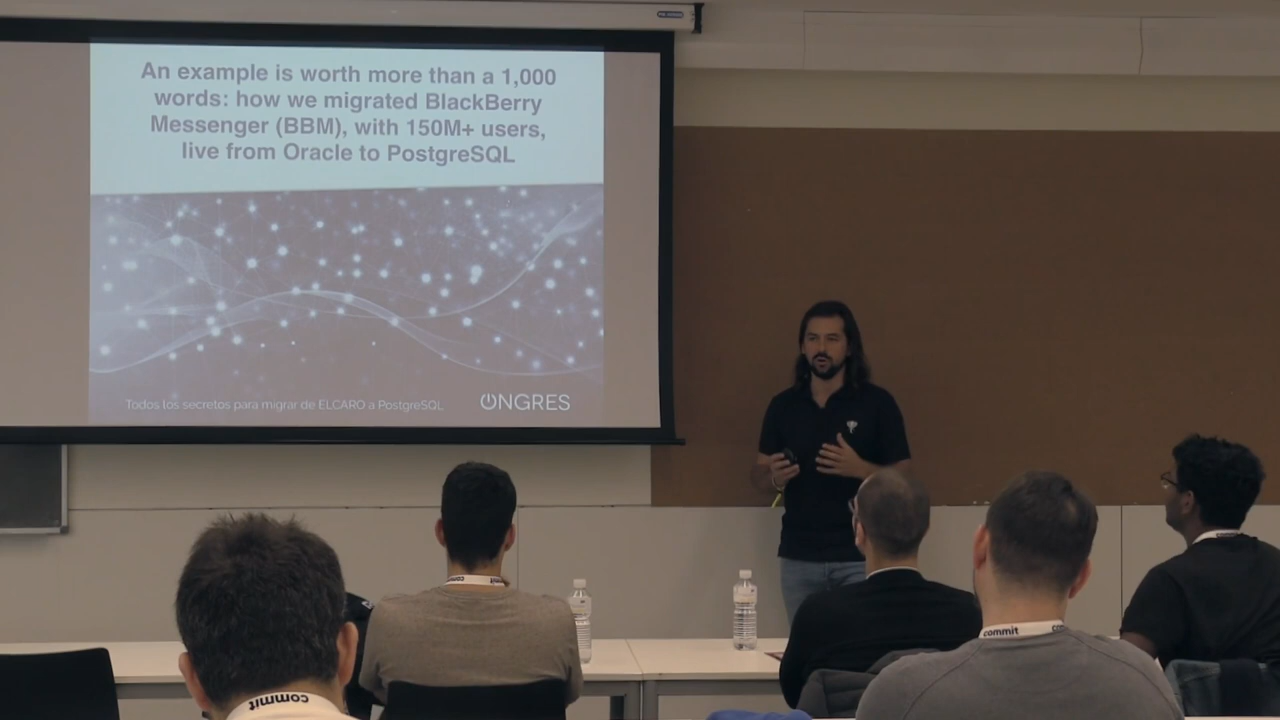 An example is worth more than a 1,000
words: how we migrated BlackBerry
Messenger (BBM), with 150M+ users,
live from Oracle to PostgreSQL
Todos los secretos para migrar de ELCARO a PostgreSQL
ONGRES
commit
commit
commit